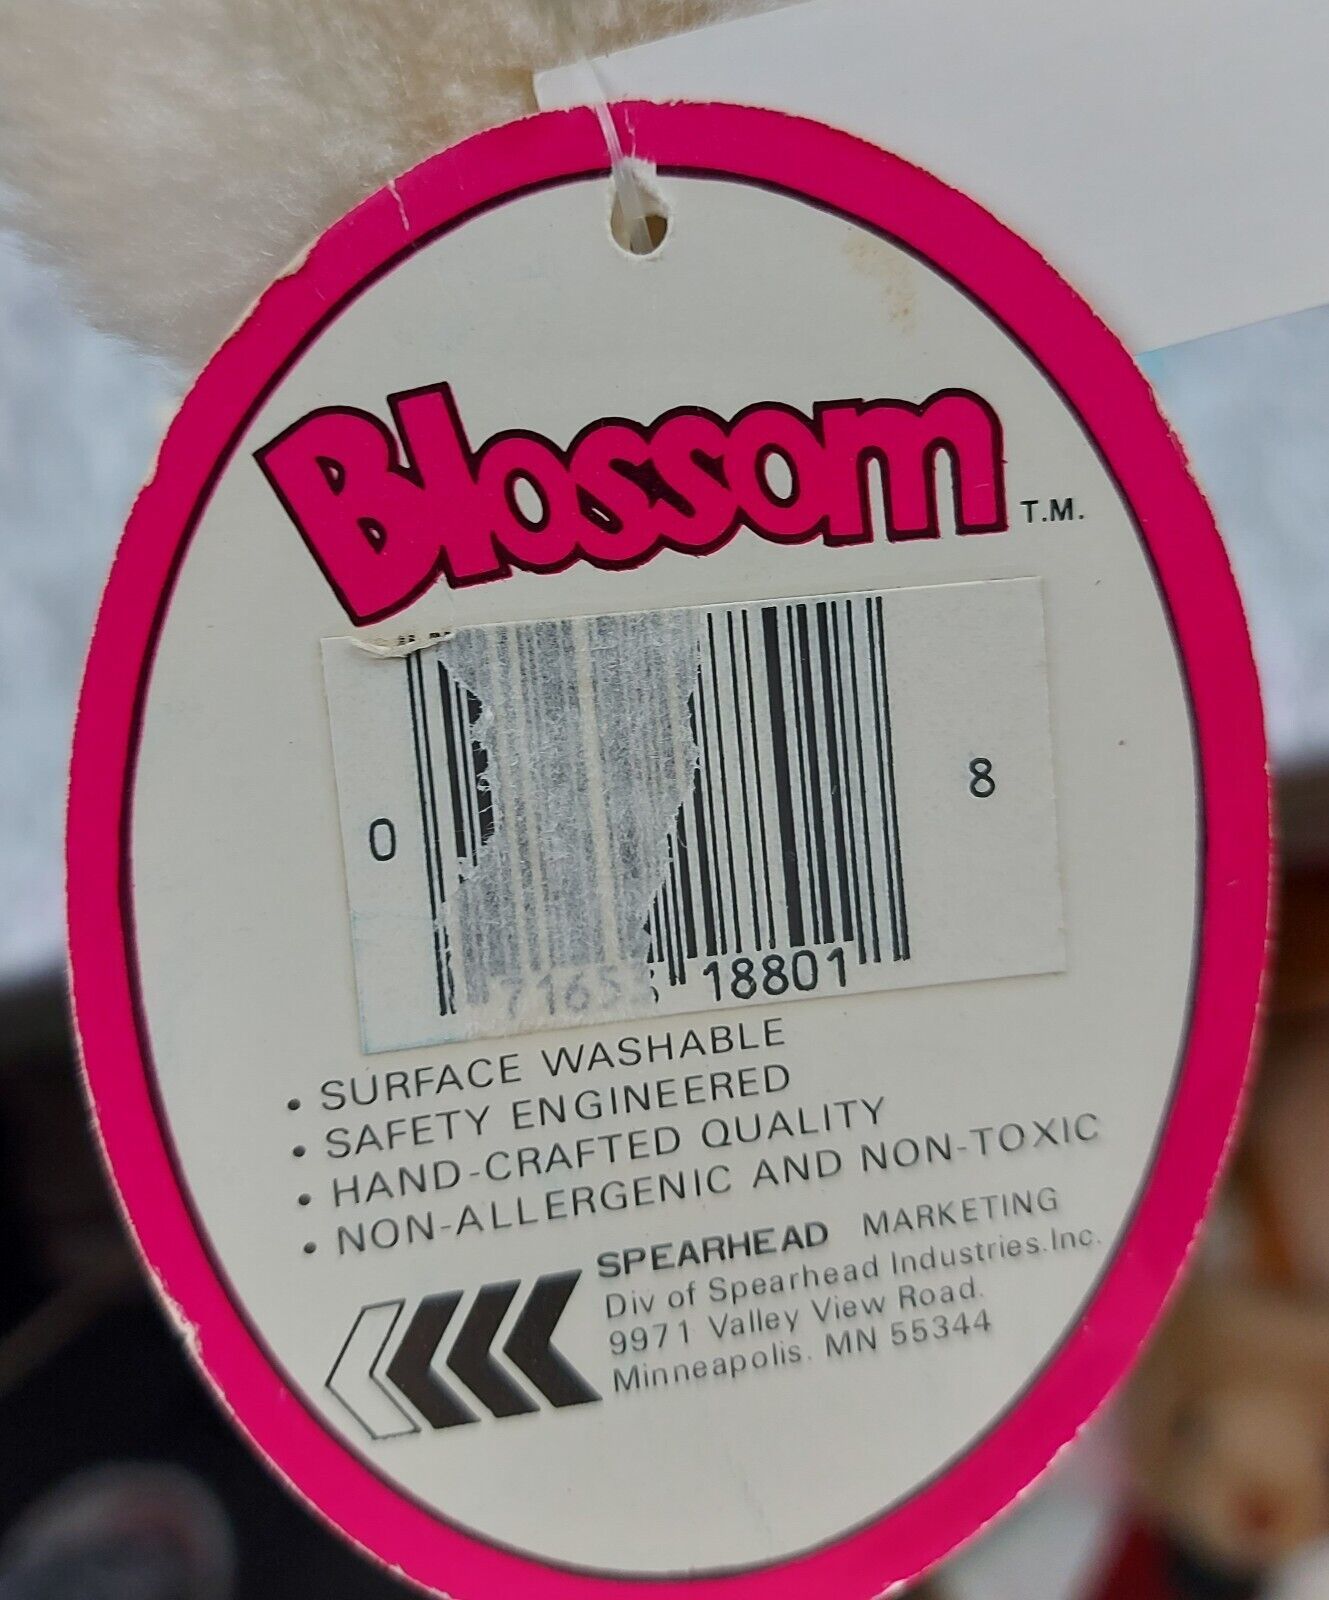 Blossom T.M.
0 8
71653 18801
• SURFACE WASHABLE
• SAFETY ENGINEERED
• HAND-CRAFTED QUALITY
• NON-ALLERGENIC AND NON-TOXIC
SPEARHEAD MARKETING
Div of Spearhead Industries. Inc.
9971 Valley View Road.
Minneapolis. MN 55344